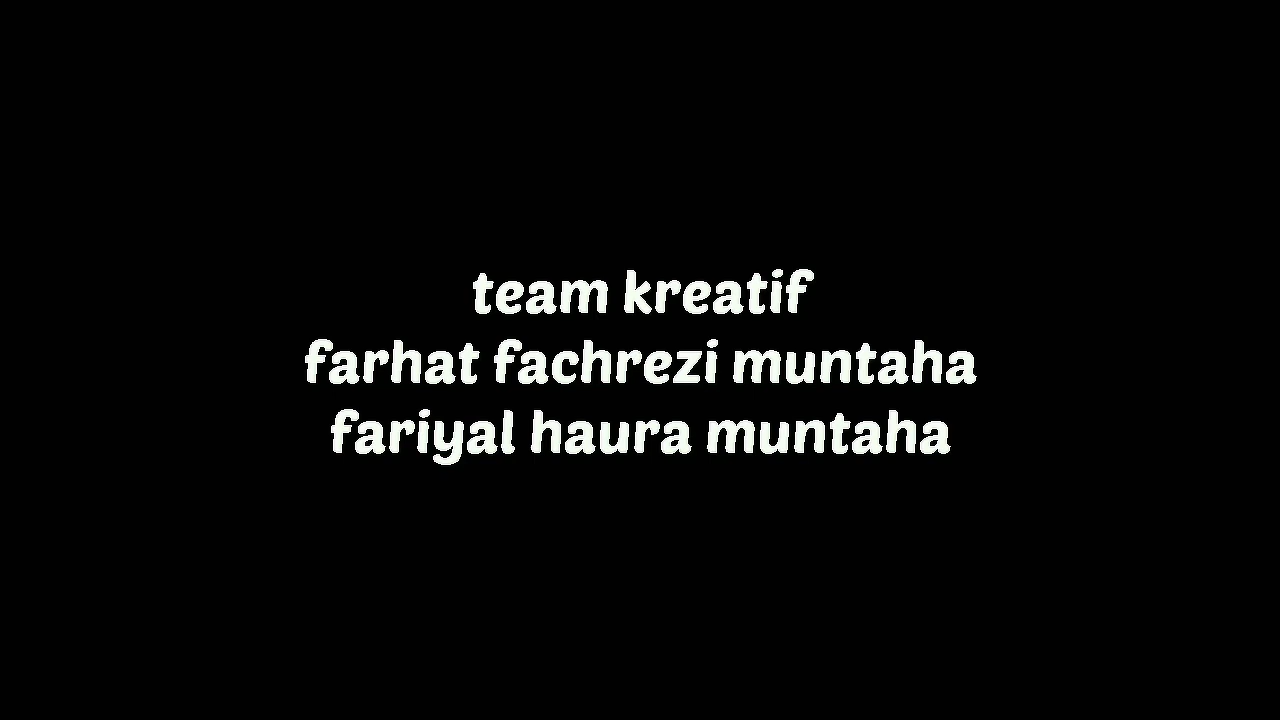 team kreatif
farhat fachrezi muntaha
fariyal haura muntaha